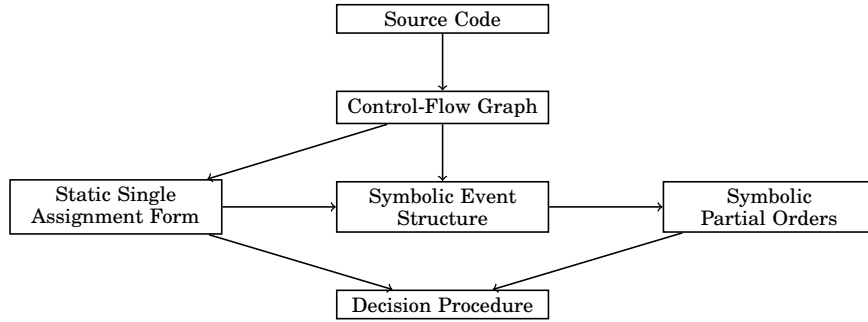 Source Code
Control-Flow Graph
Static Single
Assignment Form
Symbolic Event
Structure
Symbolic
Partial Orders
Decision Procedure